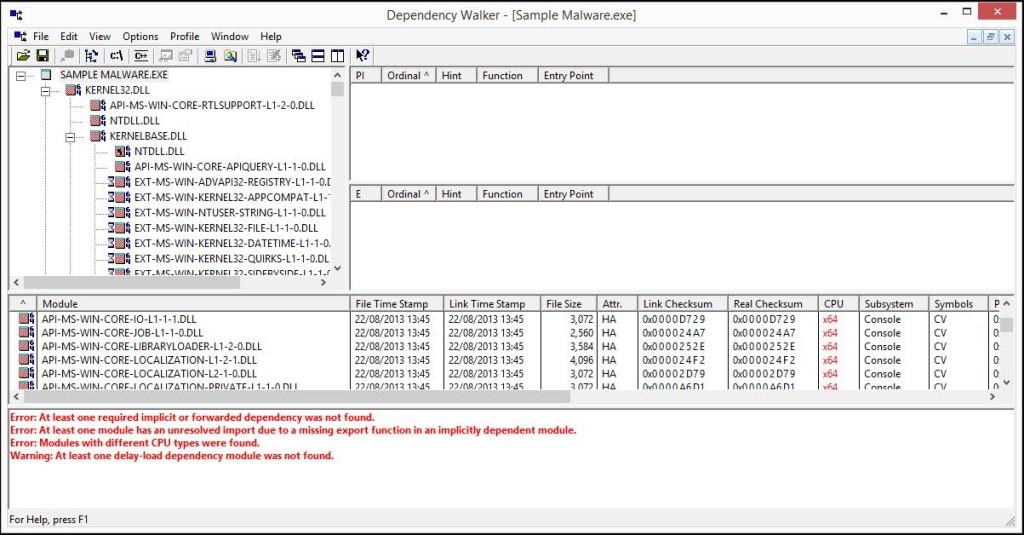 Dependency Walker - [Sample Malware.exe]
File Edit View Options Profile Window Help
C:\ C++
SAMPLE MALWARE.EXE
KERNEL32.DLL
API-MS-WIN-CORE-RTLSUPPORT-L1-2-0.DLL
NTDLL.DLL
KERNELBASE.DLL
NTDLL.DLL
API-MS-WIN-CORE-APIQUERY-L1-1-0.DLL
EXT-MS-WIN-ADVAPI32-REGISTRY-L1-1-0.D
EXT-MS-WIN-KERNEL32-APPCOMPAT-L1-
EXT-MS-WIN-NTUSER-STRING-L1-1-0.DLL
EXT-MS-WIN-KERNEL32-FILE-L1-1-0.DLL
EXT-MS-WIN-KERNEL32-DATETIME-L1-1-0.
EXT-MS-WIN-KERNEL32-QUIRKS-L1-1-0.DLL
EXT-MS-WIN-KERNEL32-SIDEBYSIDE-L1-1-0.
PI Ordinal ^ Hint Function Entry Point
E Ordinal ^ Hint Function Entry Point
^ Module File Time Stamp Link Time Stamp File Size Attr. Link Checksum Real Checksum CPU Subsystem Symbols P
API-MS-WIN-CORE-IO-L1-1-1.DLL 22/08/2013 13:45 22/08/2013 13:45 3,072 HA 0x0000D729 0x0000D729 x64 Console CV 0:
API-MS-WIN-CORE-JOB-L1-1-0.DLL 22/08/2013 13:45 22/08/2013 13:45 2,560 HA 0x000024A7 0x000024A7 x64 Console CV 0:
API-MS-WIN-CORE-LIBRARYLOADER-L1-2-0.DLL 22/08/2013 13:45 22/08/2013 13:45 3,584 HA 0x0000252E 0x0000252E x64 Console CV 0:
API-MS-WIN-CORE-LOCALIZATION-L1-2-1.DLL 22/08/2013 13:45 22/08/2013 13:45 4,096 HA 0x000024F2 0x000024F2 x64 Console CV 0:
API-MS-WIN-CORE-LOCALIZATION-L2-1-0.DLL 22/08/2013 13:45 22/08/2013 13:45 3,072 HA 0x00002D79 0x00002D79 x64 Console CV 0:
API-MS-WIN-CORE-LOCALIZATION-PRIVATE-L1-1-0.DLL 22/08/2013 13:45 22/08/2013 13:45 3,072 HA 0x0000A6D1 0x0000A6D1 x64 Console CV 0:
Error: At least one required implicit or forwarded dependency was not found.
Error: At least one module has an unresolved import due to a missing export function in an implicitly dependent module.
Error: Modules with different CPU types were found.
Warning: At least one delay-load dependency module was not found.
For Help, press F1